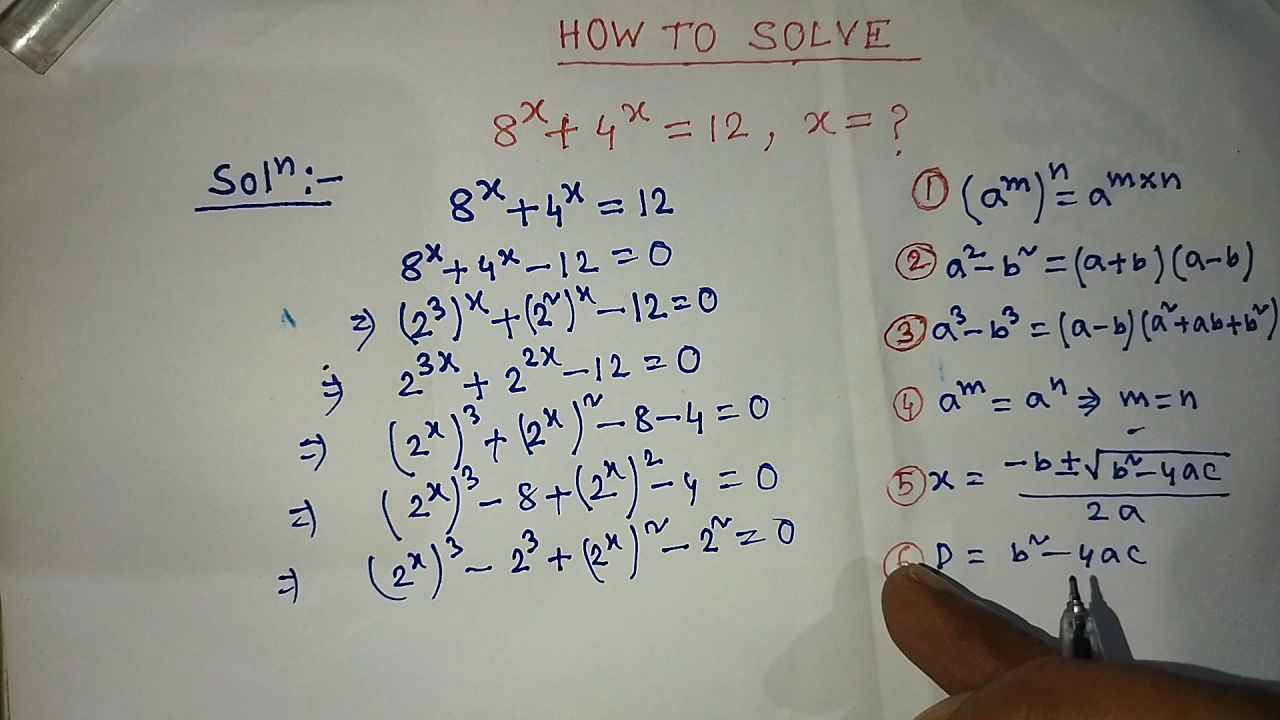 HOW TO SOLVE
8^x + 4^x = 12, x = ?
Solⁿ :-
8^x + 4^x = 12
8^x + 4^x - 12 = 0
⇒ (2^3)^x + (2^2)^x - 12 = 0
⇒ 2^{3x} + 2^{2x} - 12 = 0
⇒ (2^x)^3 + (2^x)^2 - 8 - 4 = 0
⇒ (2^x)^3 - 8 + (2^x)^2 - 4 = 0
⇒ (2^x)^3 - 2^3 + (2^x)^2 - 2^2 = 0
① (a^m)^n = a^{m×n}
② a^2 - b^2 = (a+b)(a-b)
③ a^3 - b^3 = (a-b)(a^2+ab+b^2)
④ a^m = a^n ⇒ m = n
⑤ x = \frac{-b ± √(b^2 - 4ac)}{2a}
⑥ D = b^2 - 4ac